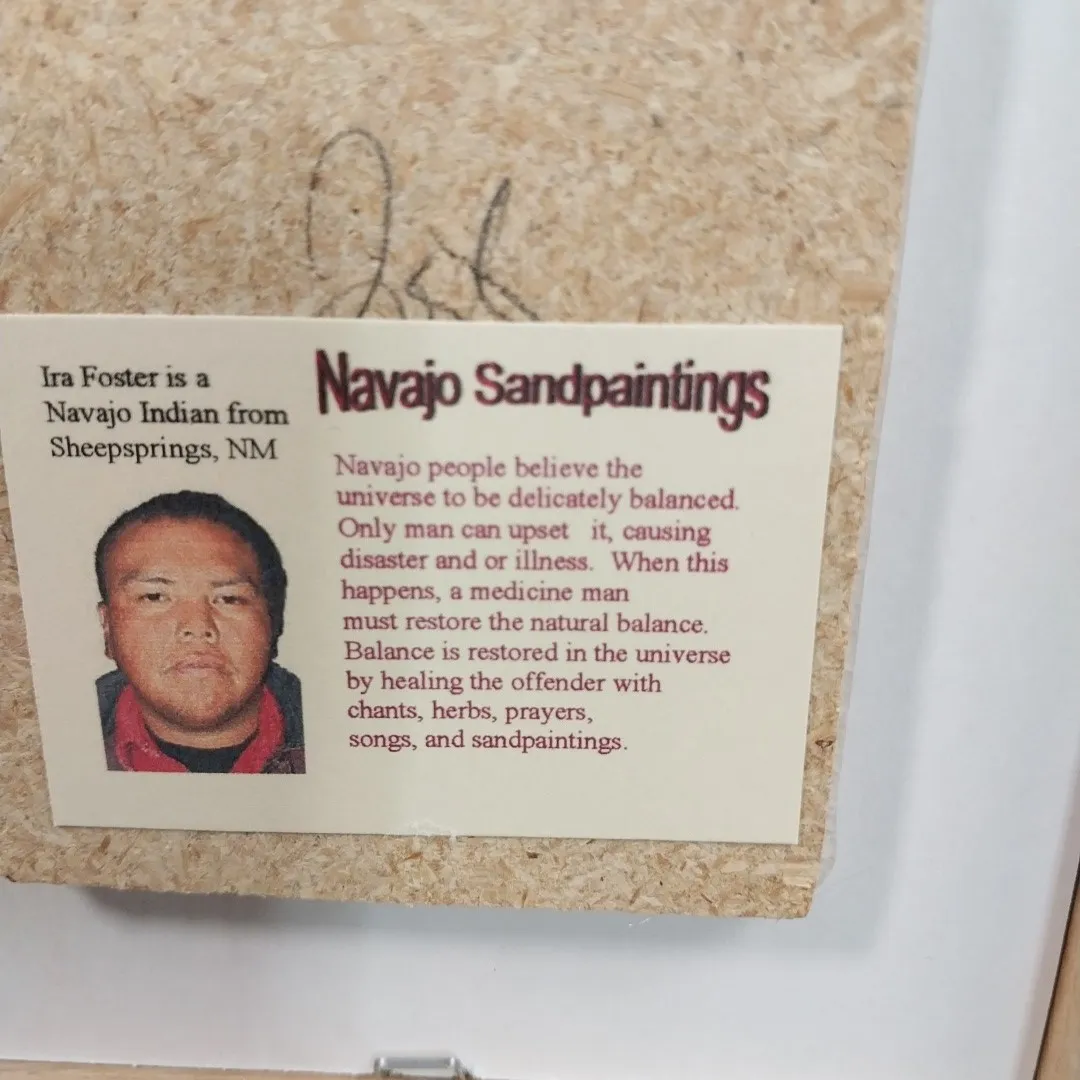 Ira Foster is a
Navajo Indian from
Sheepsprings, NM
Navajo Sandpaintings
Navajo people believe the
universe to be delicately balanced.
Only man can upset it, causing
disaster and or illness. When this
happens, a medicine man
must restore the natural balance.
Balance is restored in the universe
by healing the offender with
chants, herbs, prayers,
songs, and sandpaintings.